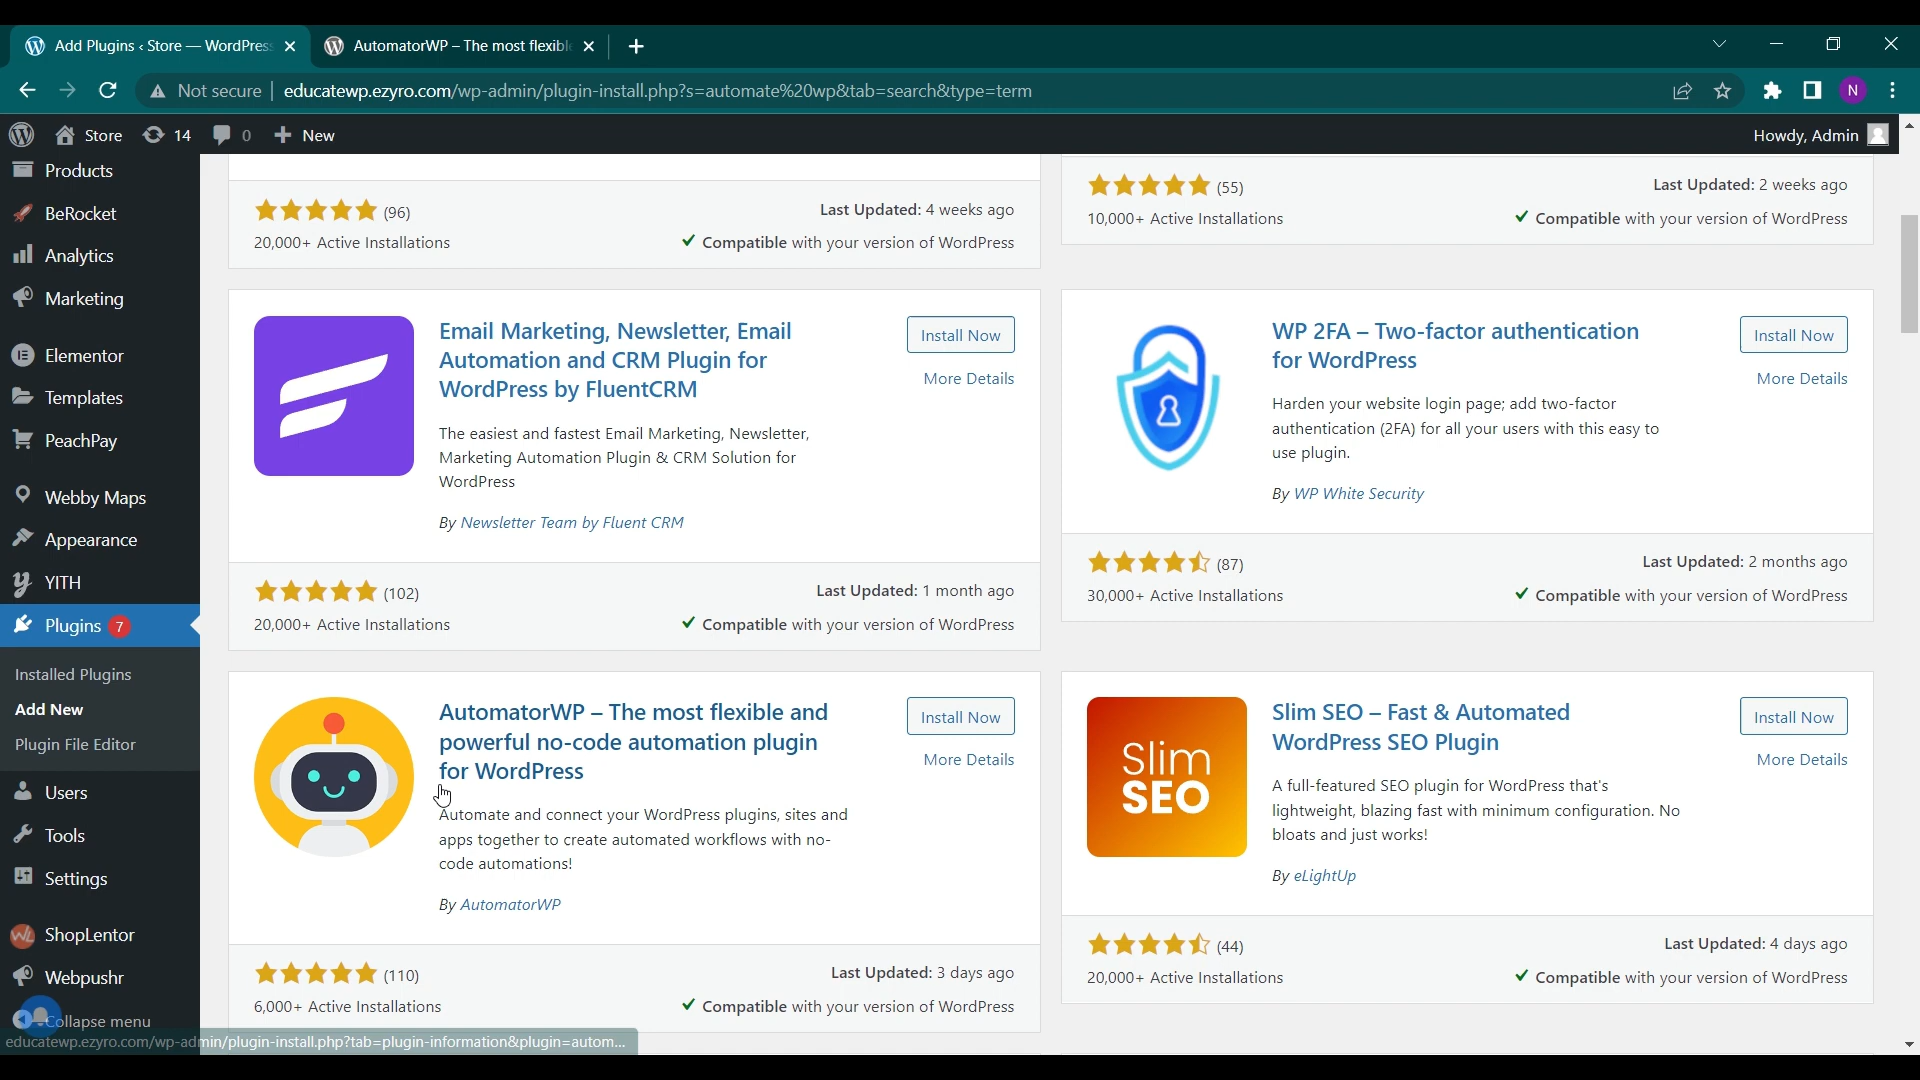 Add Plugins ‹ Store — WordPress
AutomatorWP – The most flexible
Not secure
educatewp.ezyro.com/wp-admin/plugin-install.php?s=automate%20wp&tab=search&type=term
N
Store
14
0
New
Howdy, Admin
Products
BeRocket
Analytics
Marketing
Elementor
Templates
PeachPay
Webby Maps
Appearance
YITH
Plugins 7
Installed Plugins
Add New
Plugin File Editor
Users
Tools
Settings
ShopLentor
Webpushr
Collapse menu
(96)
20,000+ Active Installations
Last Updated: 4 weeks ago
Compatible with your version of WordPress
(55)
10,000+ Active Installations
Last Updated: 2 weeks ago
Compatible with your version of WordPress
Email Marketing, Newsletter, Email
Automation and CRM Plugin for
WordPress by FluentCRM
Install Now
More Details
The easiest and fastest Email Marketing, Newsletter,
Marketing Automation Plugin & CRM Solution for
WordPress
By Newsletter Team by Fluent CRM
(102)
20,000+ Active Installations
Last Updated: 1 month ago
Compatible with your version of WordPress
WP 2FA – Two-factor authentication
for WordPress
Install Now
More Details
Harden your website login page; add two-factor
authentication (2FA) for all your users with this easy to
use plugin.
By WP White Security
(87)
30,000+ Active Installations
Last Updated: 2 months ago
Compatible with your version of WordPress
AutomatorWP – The most flexible and
powerful no-code automation plugin
for WordPress
Install Now
More Details
Automate and connect your WordPress plugins, sites and
apps together to create automated workflows with no-
code automations!
By AutomatorWP
(110)
6,000+ Active Installations
Last Updated: 3 days ago
Compatible with your version of WordPress
Slim
SEO
Slim SEO – Fast & Automated
WordPress SEO Plugin
Install Now
More Details
A full-featured SEO plugin for WordPress that's
lightweight, blazing fast with minimum configuration. No
bloats and just works!
By eLightUp
(44)
20,000+ Active Installations
Last Updated: 4 days ago
Compatible with your version of WordPress
educatewp.ezyro.com/wp-admin/plugin-install.php?tab=plugin-information&plugin=autom...